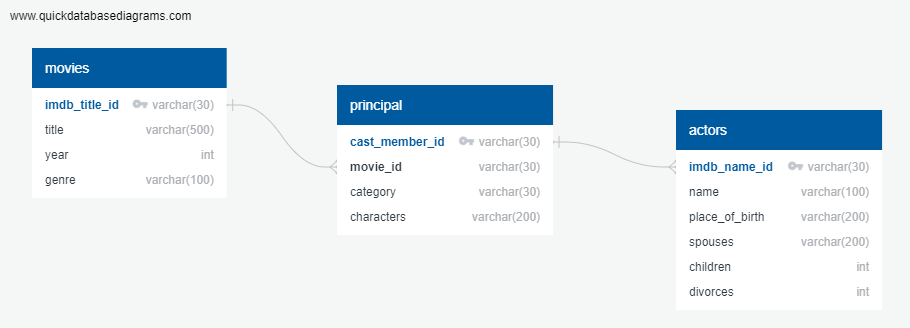 www.quickdatabasediagrams.com
movies
imdb_title_id varchar(30)
title varchar(500)
year int
genre varchar(100)
principal
cast_member_id varchar(30)
movie_id varchar(30)
category varchar(30)
characters varchar(200)
actors
imdb_name_id varchar(30)
name varchar(100)
place_of_birth varchar(200)
spouses varchar(200)
children int
divorces int